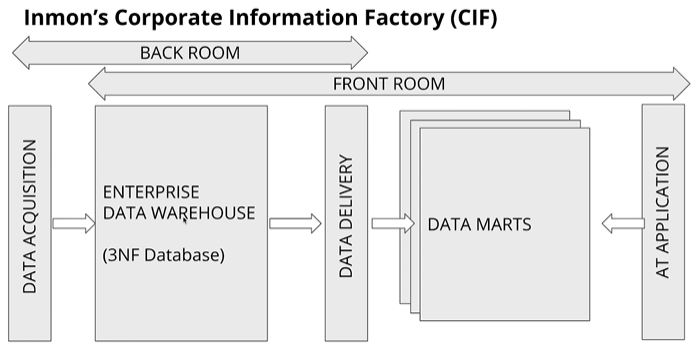 Inmon's Corporate Information Factory (CIF)
BACK ROOM
FRONT ROOM
DATA ACQUISITION
ENTERPRISE
DATA WAREHOUSE
(3NF Database)
DATA DELIVERY
DATA MARTS
AT APPLICATION